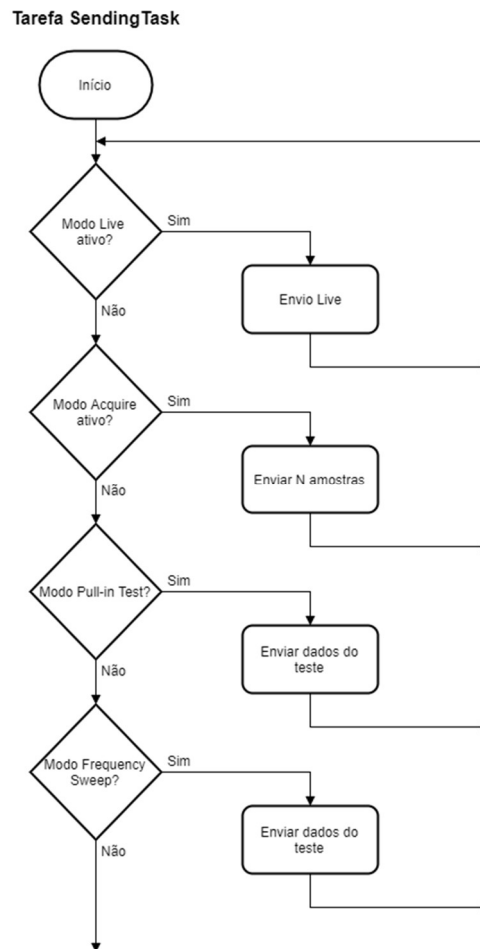 Tarefa SendingTask
Início
Modo Live
ativo?
Sim
Envio Live
Não
Modo Acquire
ativo?
Sim
Enviar N amostras
Não
Modo Pull-in Test?
Sim
Enviar dados do
teste
Não
Modo Frequency
Sweep?
Sim
Enviar dados do
teste
Não